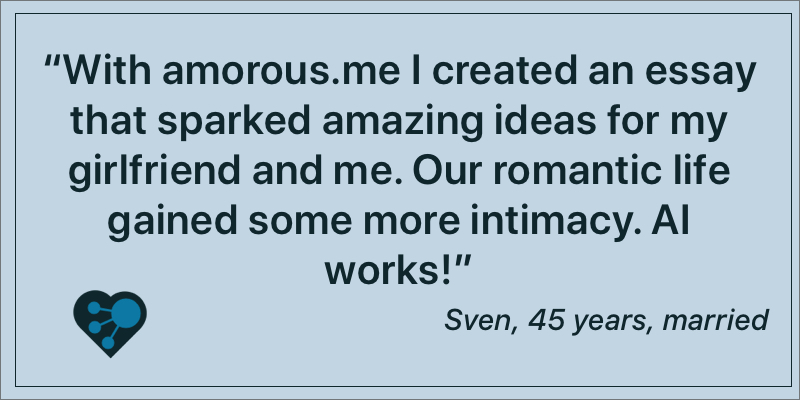 “With amorous.me I created an essay
that sparked amazing ideas for my
girlfriend and me. Our romantic life
gained some more intimacy. AI
works!”
Sven, 45 years, married